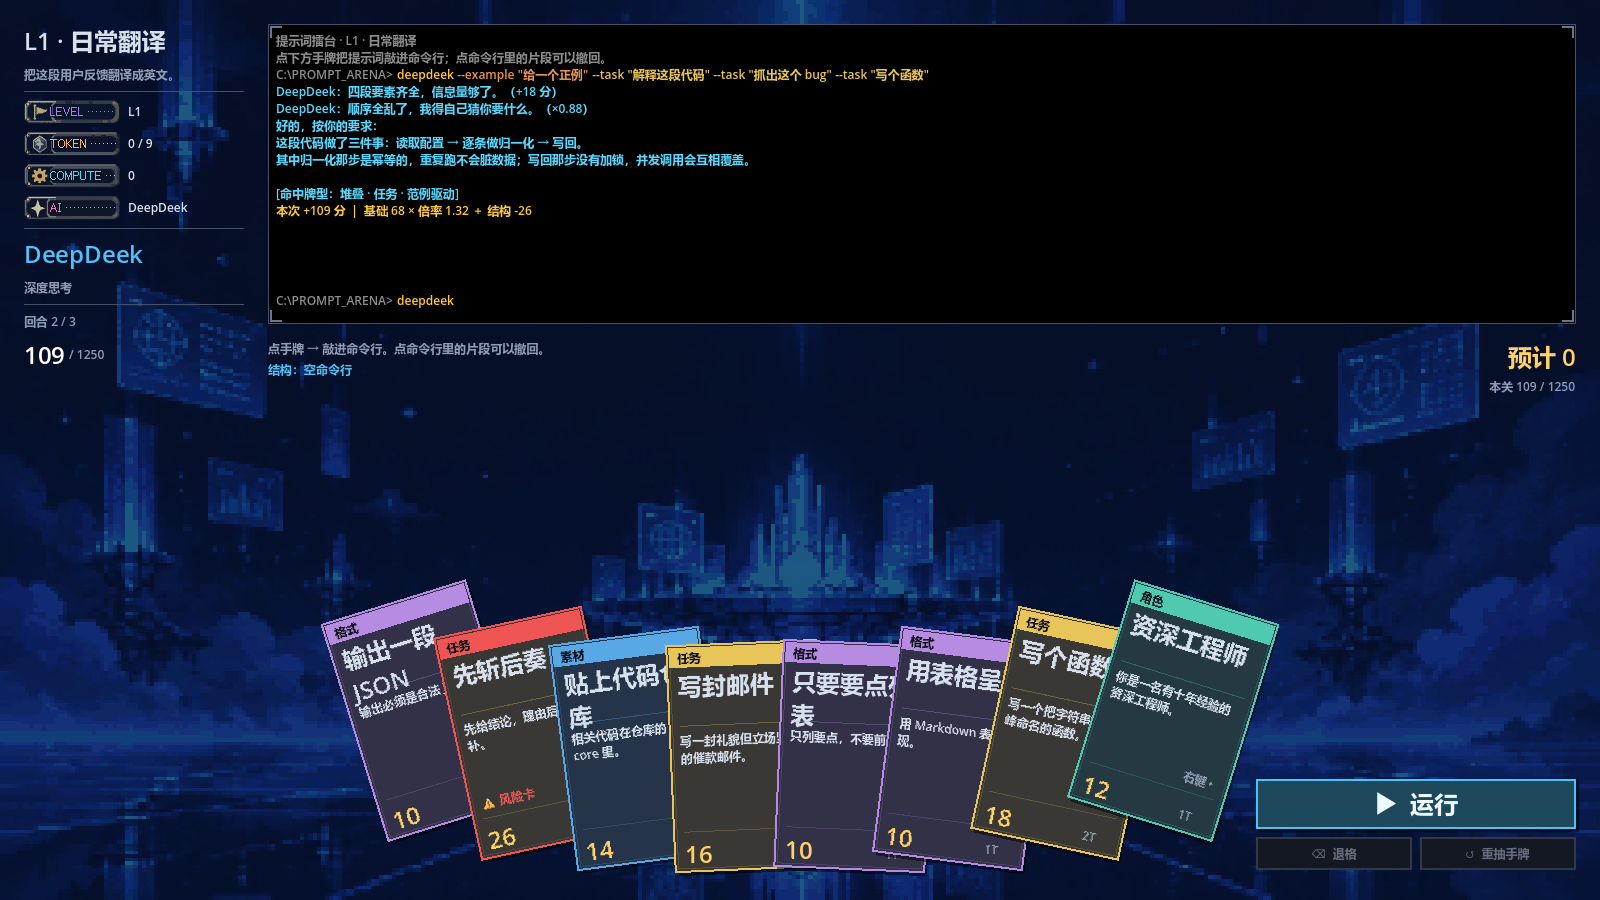 L1 · 日常翻译
把这段用户反馈翻译成英文。
LEVEL L1
TOKEN 0 / 9
COMPUTE 0
AI DeepDeek
DeepDeek
深度思考
回合 2 / 3
109 / 1250
提示词擂台 · L1 · 日常翻译
点下方手牌把提示词敲进命令行；点命令行里的片段可以撤回。
C:\PROMPT_ARENA> deepdeek --example "给一个正例" --task "解释这段代码" --task "抓出这个 bug" --task "写个函数"
DeepDeek：四段要素齐全，信息量够了。（+18 分）
DeepDeek：顺序全乱了，我得自己猜你要什么。（×0.88）
好的，按你的要求：
这段代码做了三件事：读取配置 → 逐条做归一化 → 写回。
其中归一化那步是幂等的，重复跑不会脏数据；写回那步没有加锁，并发调用会互相覆盖。
[命中牌型：堆叠 · 任务 · 范例驱动]
本次 +109 分 | 基础 68 × 倍率 1.32 + 结构 -26
C:\PROMPT_ARENA> deepdeek
点手牌 → 敲进命令行。点命令行里的片段可以撤回。
结构：空命令行
预计 0
本关 109 / 1250
格式
输出一段
JSON
输出必须是合法
10
任务
先斩后奏
先给结论，理由后
补。
风险卡
26
素材
贴上代码
库
相关代码在仓库的
core 里。
14
任务
写封邮件
写一封礼貌但立场
的催款邮件。
16
格式
只要要点
表
只列要点，不要前
10
格式
用表格呈
用 Markdown 表
现。
10
1T
任务
写个函数
写一个把字符串
峰命名的函数。
18
2T
角色
资深工程师
你是一名有十年经验的
资深工程师。
右键
12
1T
▶ 运行
⌫ 退格
↺ 重抽手牌